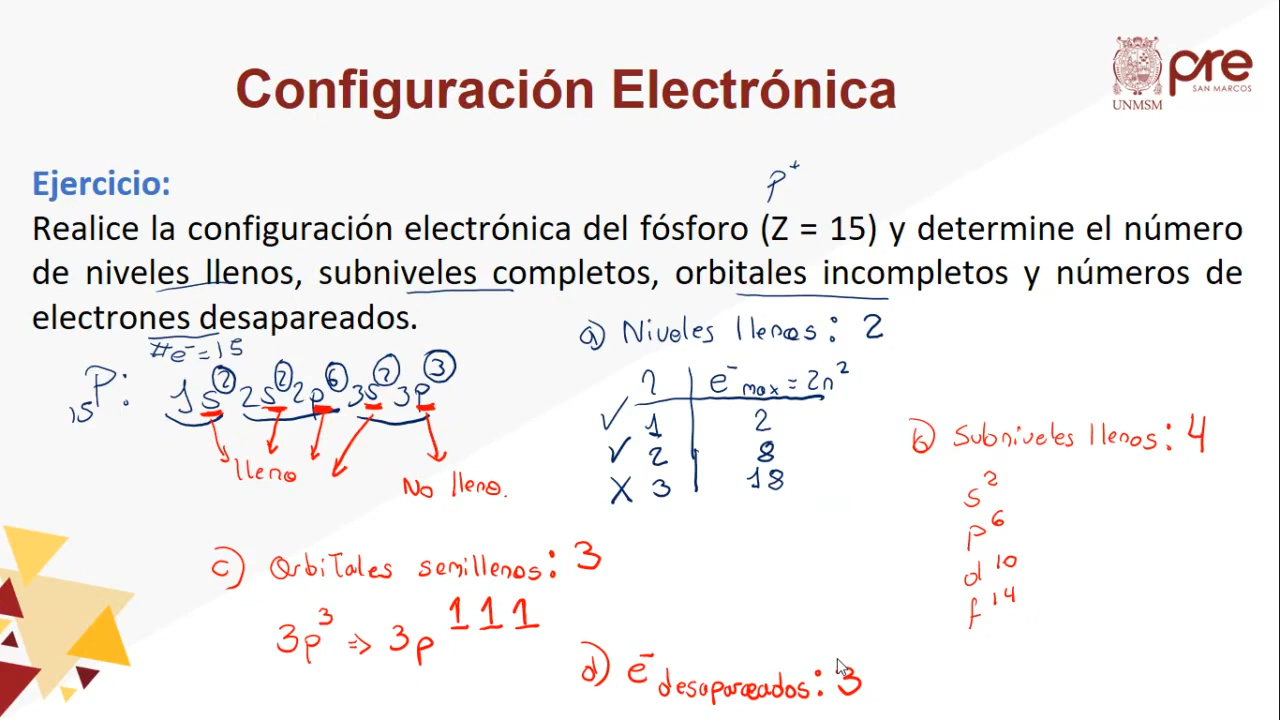 Configuración Electrónica
UNMSM
pre
SAN MARCOS
Ejercicio:
p⁺
Realice la configuración electrónica del fósforo (Z = 15) y determine el número
de niveles llenos, subniveles completos, orbitales incompletos y números de
electrones desapareados.
#e⁻=15
₁₅P: 1s² 2s² 2p⁶ 3s² 3p³
lleno
No lleno.
a) Niveles llenos: 2
n | e⁻ max = 2n²
✓ 1 | 2
✓ 2 | 8
X 3 | 18
b) Subniveles llenos: 4
s²
p⁶
d¹⁰
f¹⁴
c) Orbitales semillenos: 3
3p³ => 3p 1 1 1
d) e⁻ desapareados: 3